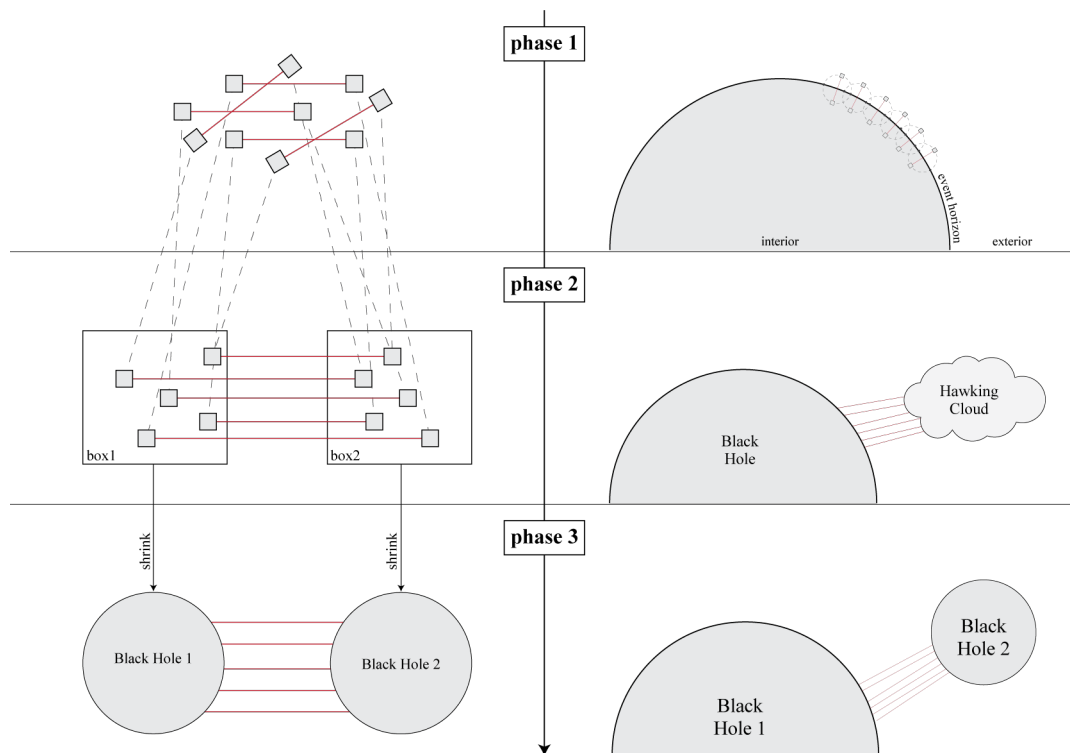 phase 1
event horizon
interior
exterior
phase 2
box1
box2
Black
Hole
Hawking
Cloud
phase 3
shrink
shrink
Black Hole 1
Black Hole 2
Black
Hole 1
Black
Hole 2